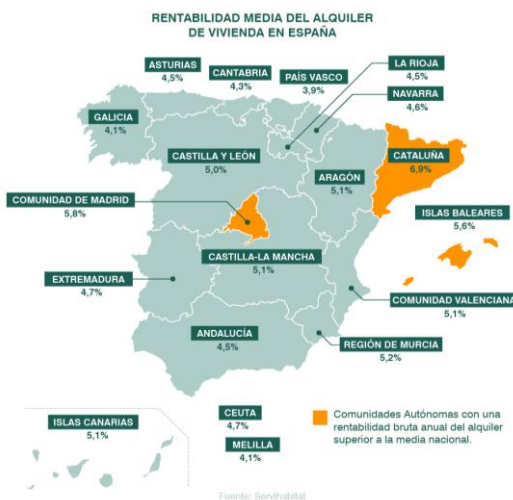 RENTABILIDAD MEDIA DEL ALQUILER
DE VIVIENDA EN ESPAÑA
ASTURIAS
4,5%
CANTABRIA
4,3%
PAÍS VASCO
3,9%
LA RIOJA
4,5%
NAVARRA
4,6%
GALICIA
4,1%
CASTILLA Y LEÓN
5,0%
ARAGÓN
5,1%
CATALUÑA
6,9%
COMUNIDAD DE MADRID
5,8%
ISLAS BALEARES
5,6%
CASTILLA-LA MANCHA
5,1%
EXTREMADURA
4,7%
COMUNIDAD VALENCIANA
5,1%
ANDALUCÍA
4,5%
REGIÓN DE MURCIA
5,2%
ISLAS CANARIAS
5,1%
CEUTA
4,7%
MELILLA
4,1%
Comunidades Autónomas con una
rentabilidad bruta anual del alquiler
superior a la media nacional.
Fuente: Servihabitat